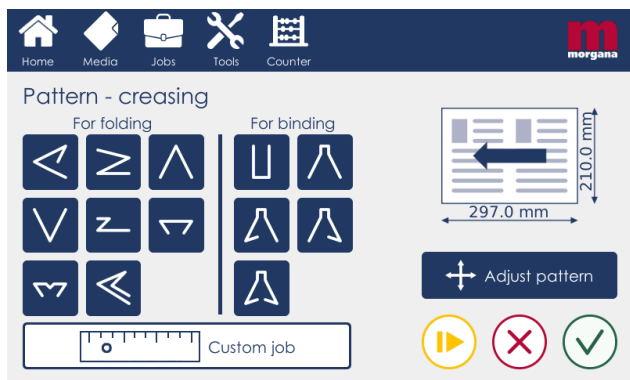 Home
Media
Jobs
Tools
Counter
morgana
Pattern - creasing
For folding
For binding
210.0 mm
297.0 mm
Adjust pattern
Custom job